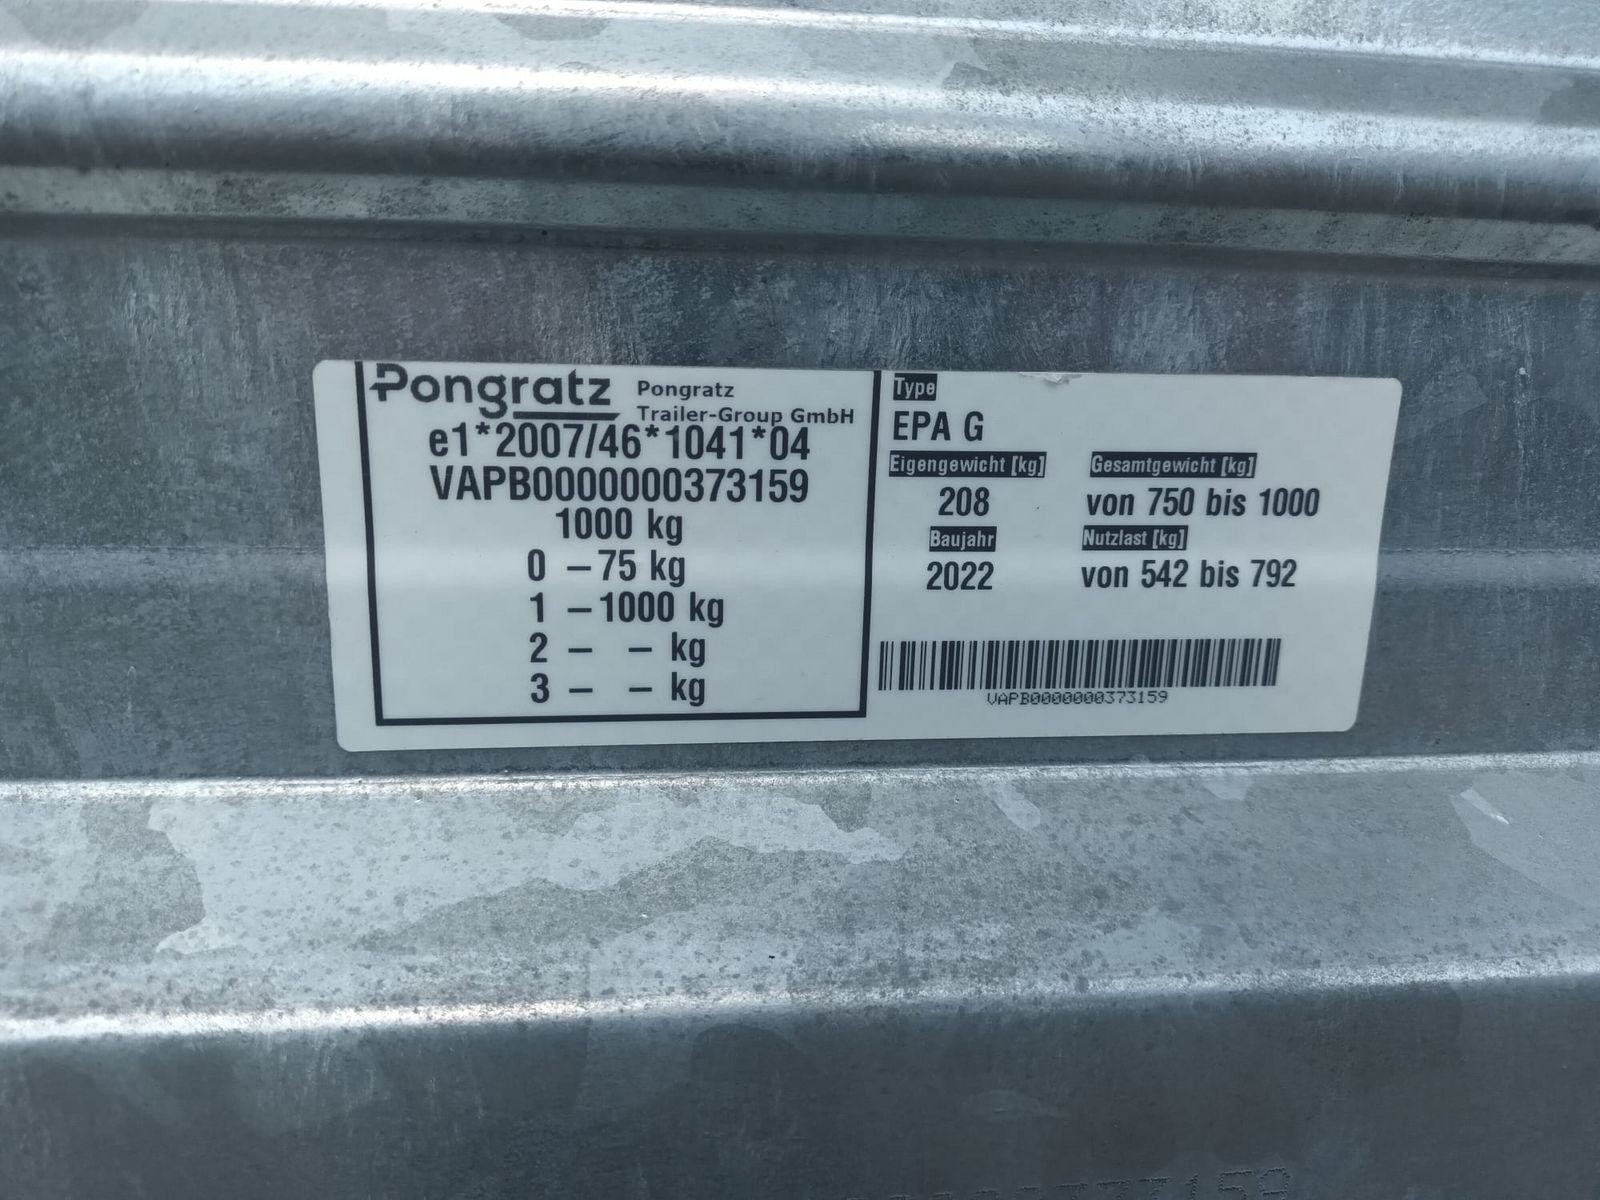 Pongratz
Pongratz
Trailer-Group GmbH
e1*2007/46*1041*04
VAPB0000000373159
1000 kg
0 – 75 kg
1 – 1000 kg
2 – – kg
3 – – kg
Type
EPA G
Eigengewicht [kg] Gesamtgewicht [kg]
208 von 750 bis 1000
Baujahr Nutzlast [kg]
2022 von 542 bis 792
VAPB0000000373159